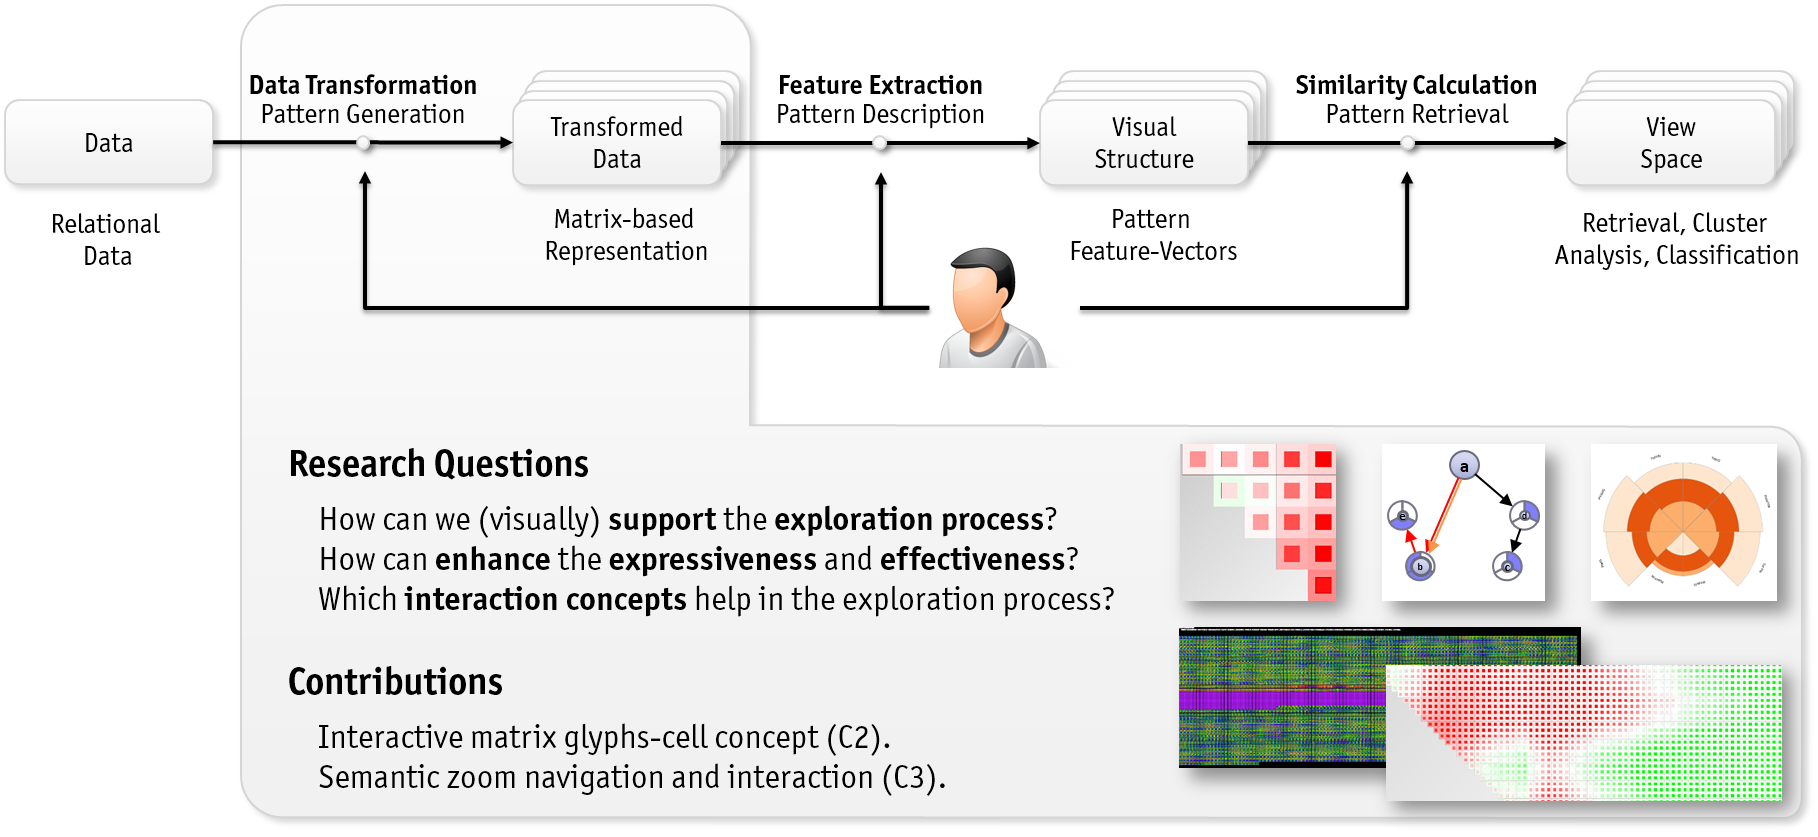 Data Transformation
Pattern Generation
Feature Extraction
Pattern Description
Similarity Calculation
Pattern Retrieval
Data
Transformed
Data
Visual
Structure
View
Space
Relational
Data
Matrix-based
Representation
Pattern
Feature-Vectors
Retrieval, Cluster
Analysis, Classification
Research Questions
How can we (visually) support the exploration process?
How can enhance the expressiveness and effectiveness?
Which interaction concepts help in the exploration process?
a
e
d
b
c
Contributions
Interactive matrix glyphs-cell concept (C2).
Semantic zoom navigation and interaction (C3).